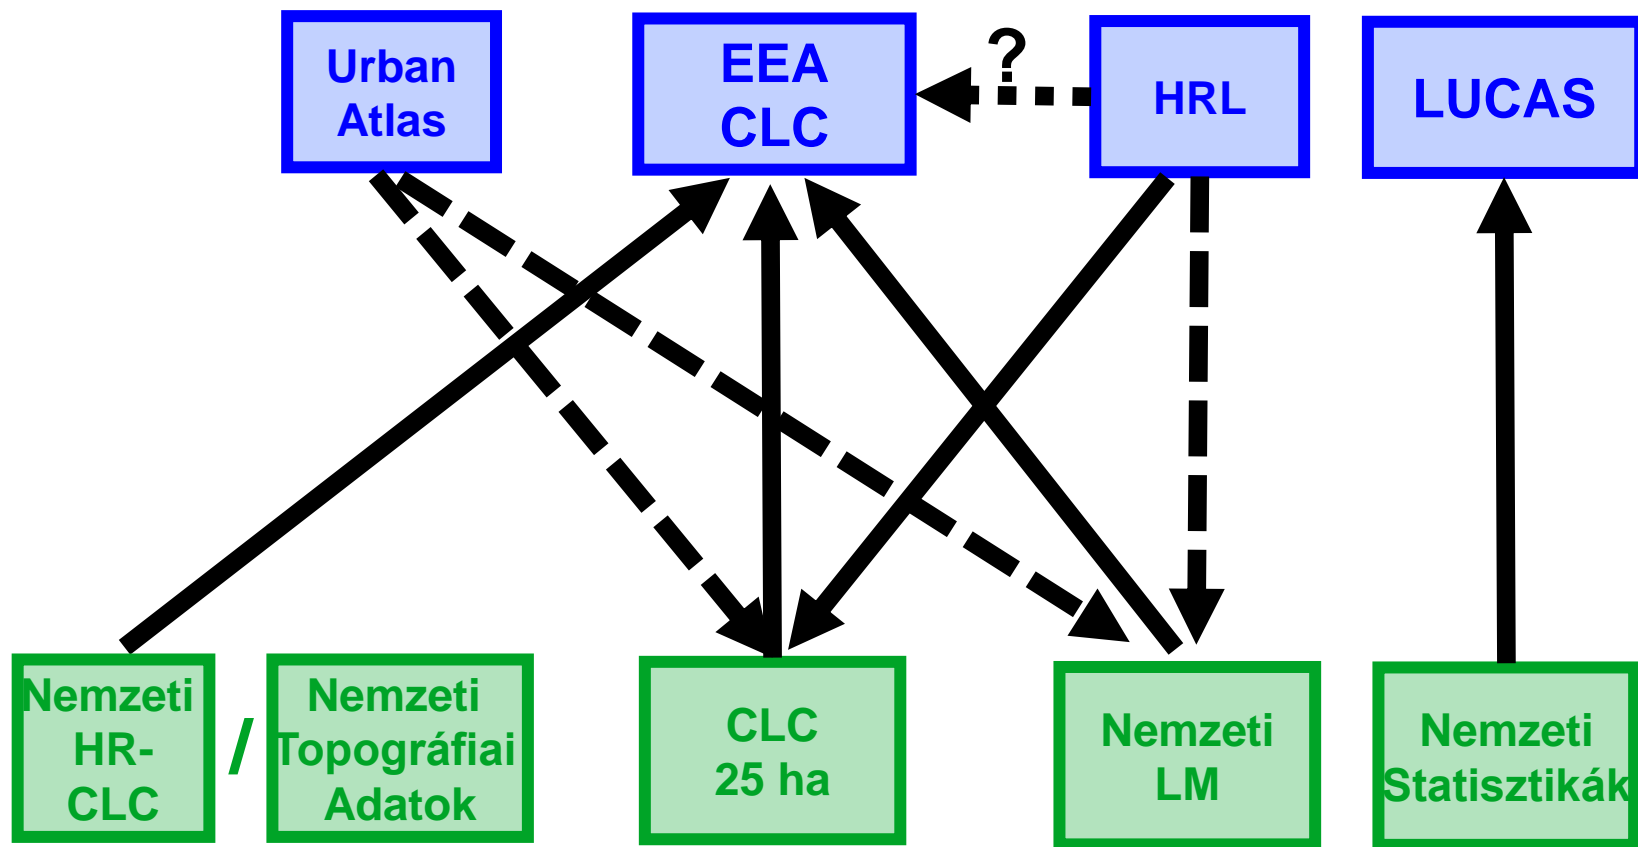 Urban
Atlas
EEA
CLC
?
HRL
LUCAS
Nemzeti
HR-
CLC
/
Nemzeti
Topográfiai
Adatok
CLC
25 ha
Nemzeti
LM
Nemzeti
Statisztikák